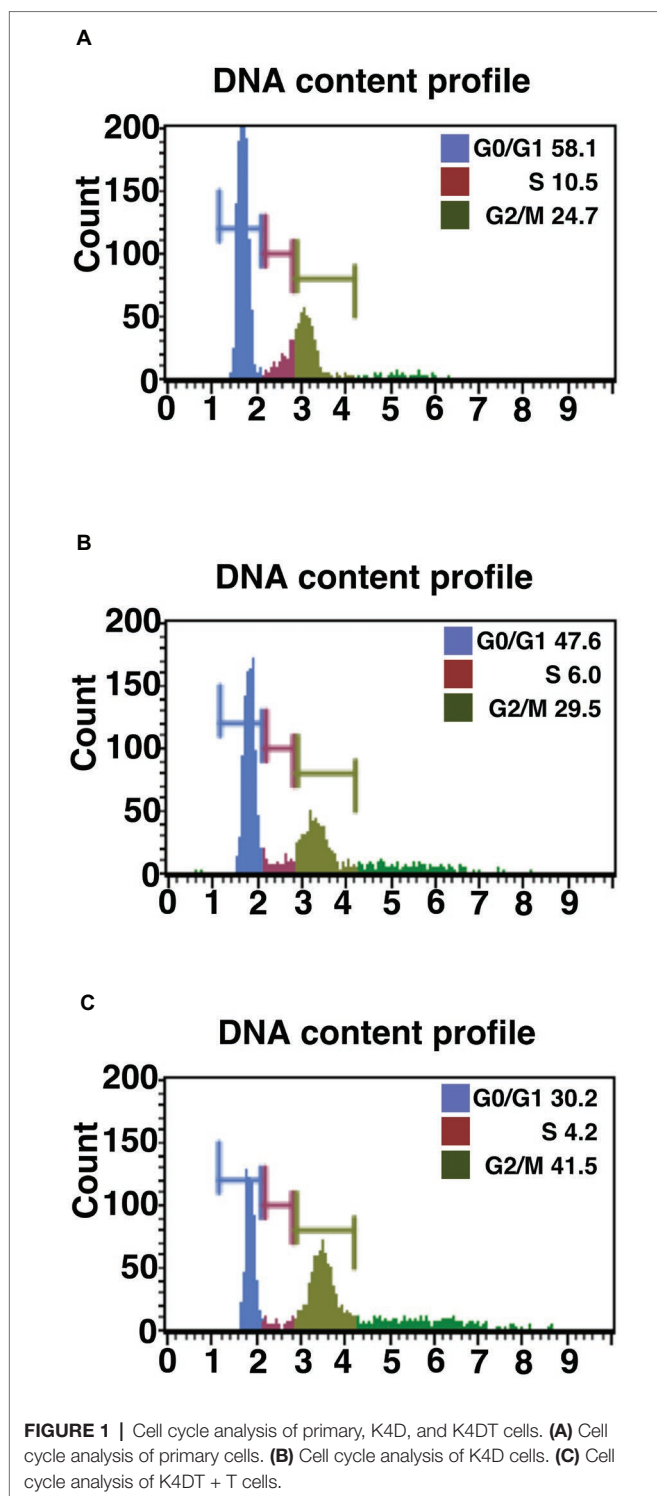 A
DNA content profile
200
150
100
50
0
Count
G0/G1 58.1
S 10.5
G2/M 24.7
0 1 2 3 4 5 6 7 8 9
B
DNA content profile
200
150
100
50
0
Count
G0/G1 47.6
S 6.0
G2/M 29.5
0 1 2 3 4 5 6 7 8 9
C
DNA content profile
200
150
100
50
0
Count
G0/G1 30.2
S 4.2
G2/M 41.5
0 1 2 3 4 5 6 7 8 9
FIGURE 1 | Cell cycle analysis of primary, K4D, and K4DT cells. (A) Cell
cycle analysis of primary cells. (B) Cell cycle analysis of K4D cells. (C) Cell
cycle analysis of K4DT + T cells.